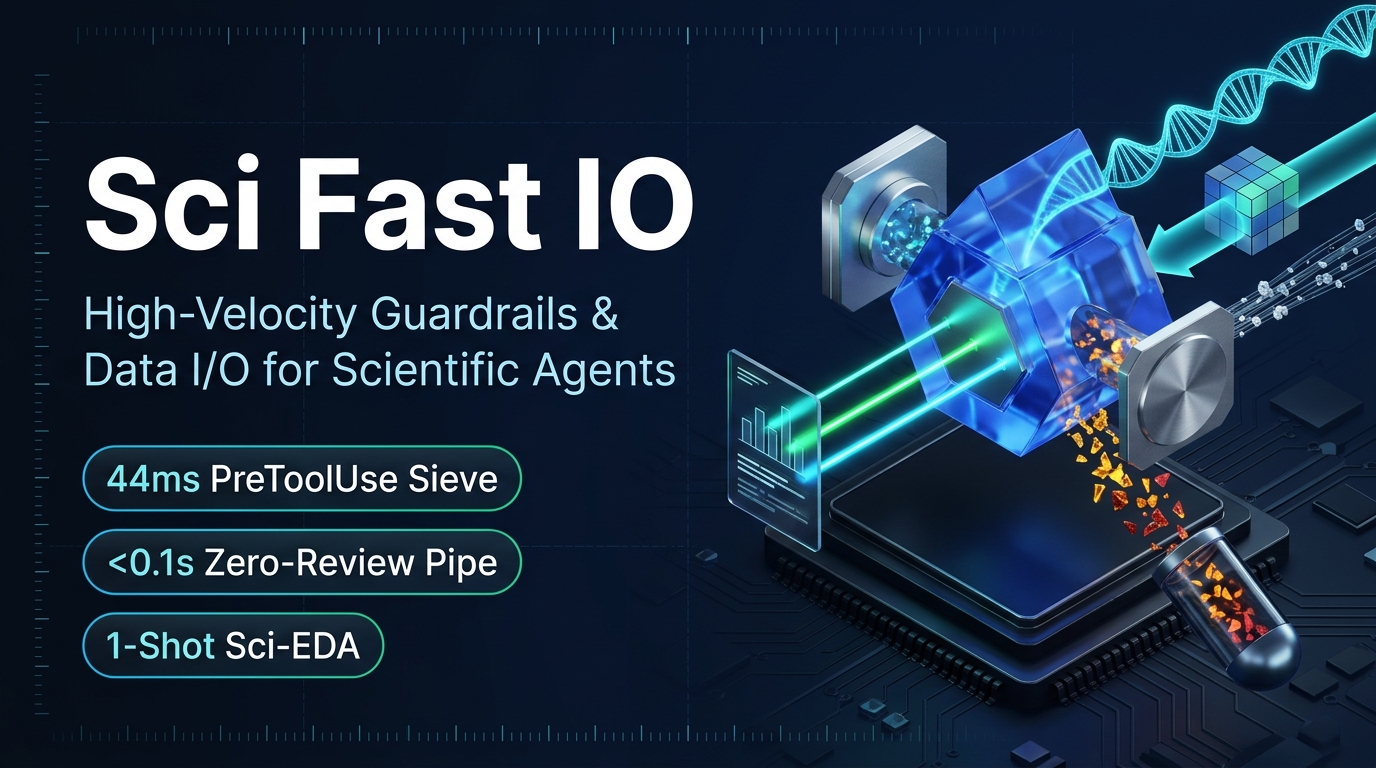 Sci Fast IO
High-Velocity Guardrails &
Data I/O for Scientific Agents
44ms PreToolUse Sieve
<0.1s Zero-Review Pipe
1-Shot Sci-EDA